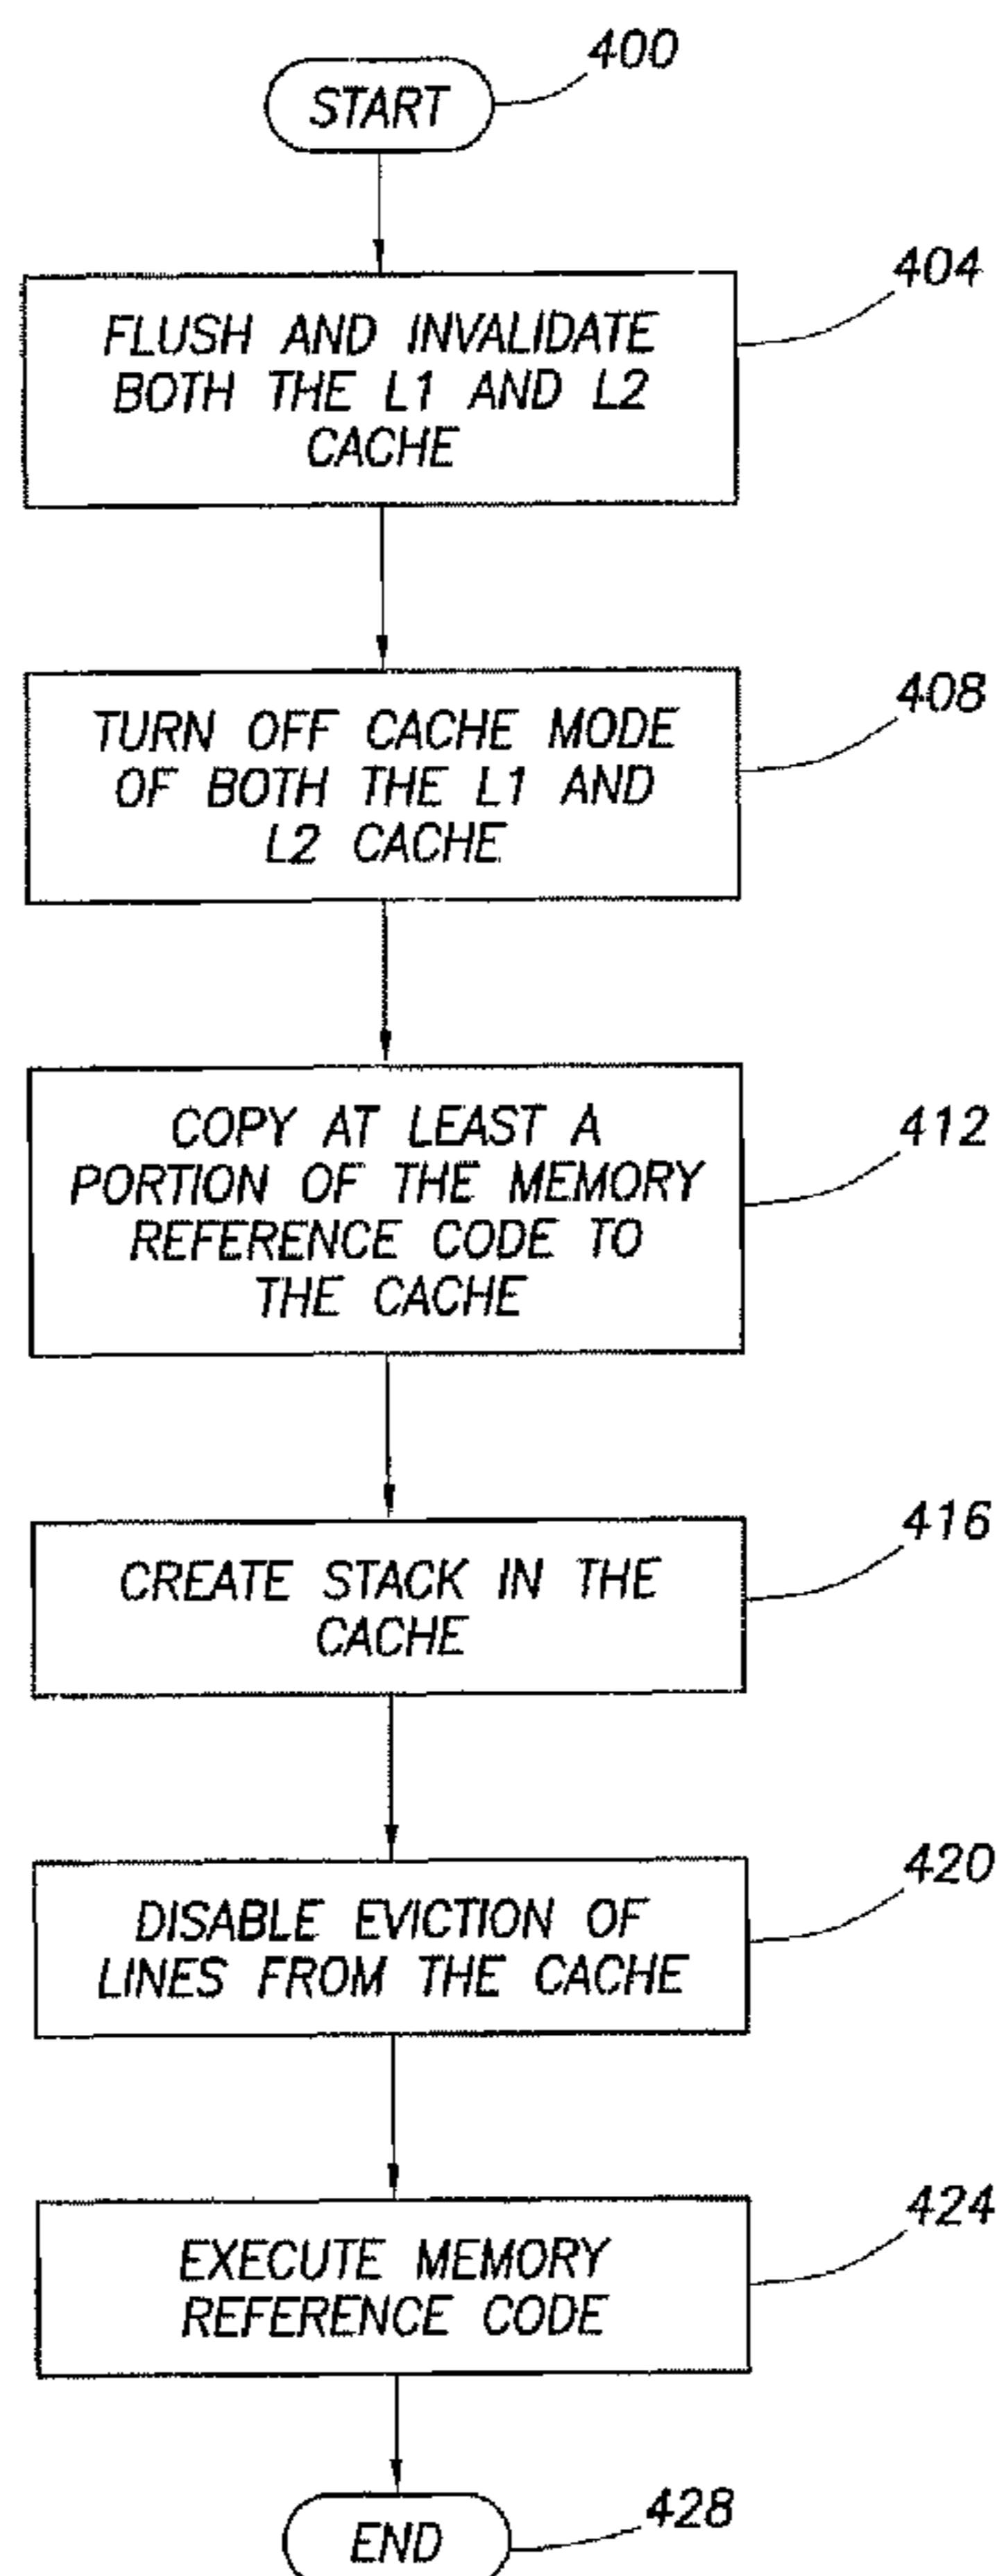 400
START
404
FLUSH AND INVALIDATE
BOTH THE L1 AND L2
CACHE
408
TURN OFF CACHE MODE
OF BOTH THE L1 AND
L2 CACHE
412
COPY AT LEAST A
PORTION OF THE MEMORY
REFERENCE CODE TO
THE CACHE
416
CREATE STACK IN THE
CACHE
420
DISABLE EVICTION OF
LINES FROM THE CACHE
424
EXECUTE MEMORY
REFERENCE CODE
428
END